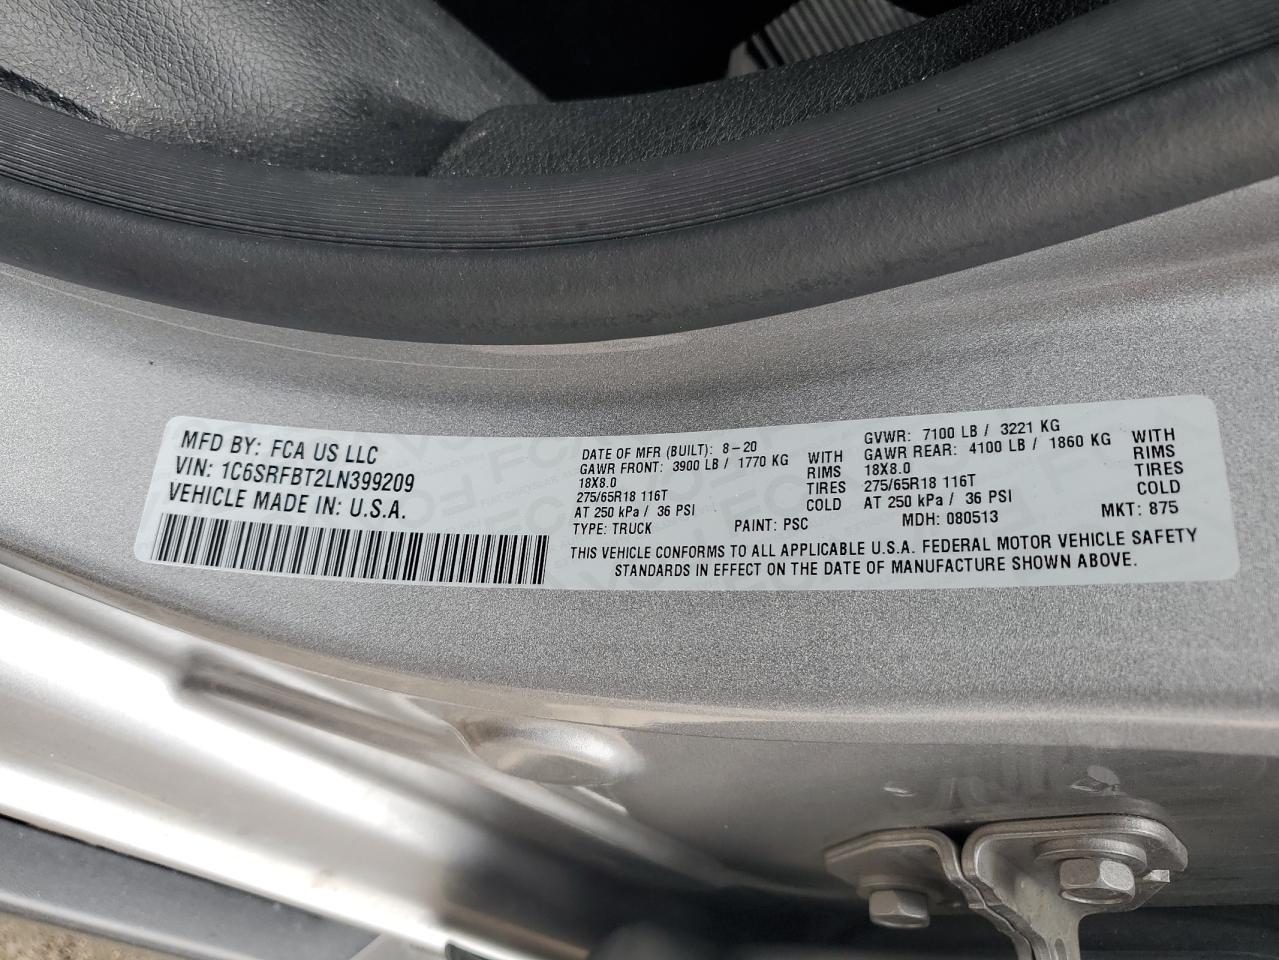 MFD BY: FCA US LLC
VIN: 1C6SRFBT2LN399209
VEHICLE MADE IN: U.S.A.
DATE OF MFR (BUILT): 8-20
GAWR FRONT: 3900 LB / 1770 KG WITH
18X8.0 RIMS
275/65R18 116T TIRES
AT 250 kPa / 36 PSI COLD
TYPE: TRUCK PAINT: PSC
GVWR: 7100 LB / 3221 KG
GAWR REAR: 4100 LB / 1860 KG WITH
18X8.0 RIMS
275/65R18 116T TIRES
AT 250 kPa / 36 PSI COLD
MDH: 080513 MKT: 875
THIS VEHICLE CONFORMS TO ALL APPLICABLE U.S.A. FEDERAL MOTOR VEHICLE SAFETY
STANDARDS IN EFFECT ON THE DATE OF MANUFACTURE SHOWN ABOVE.